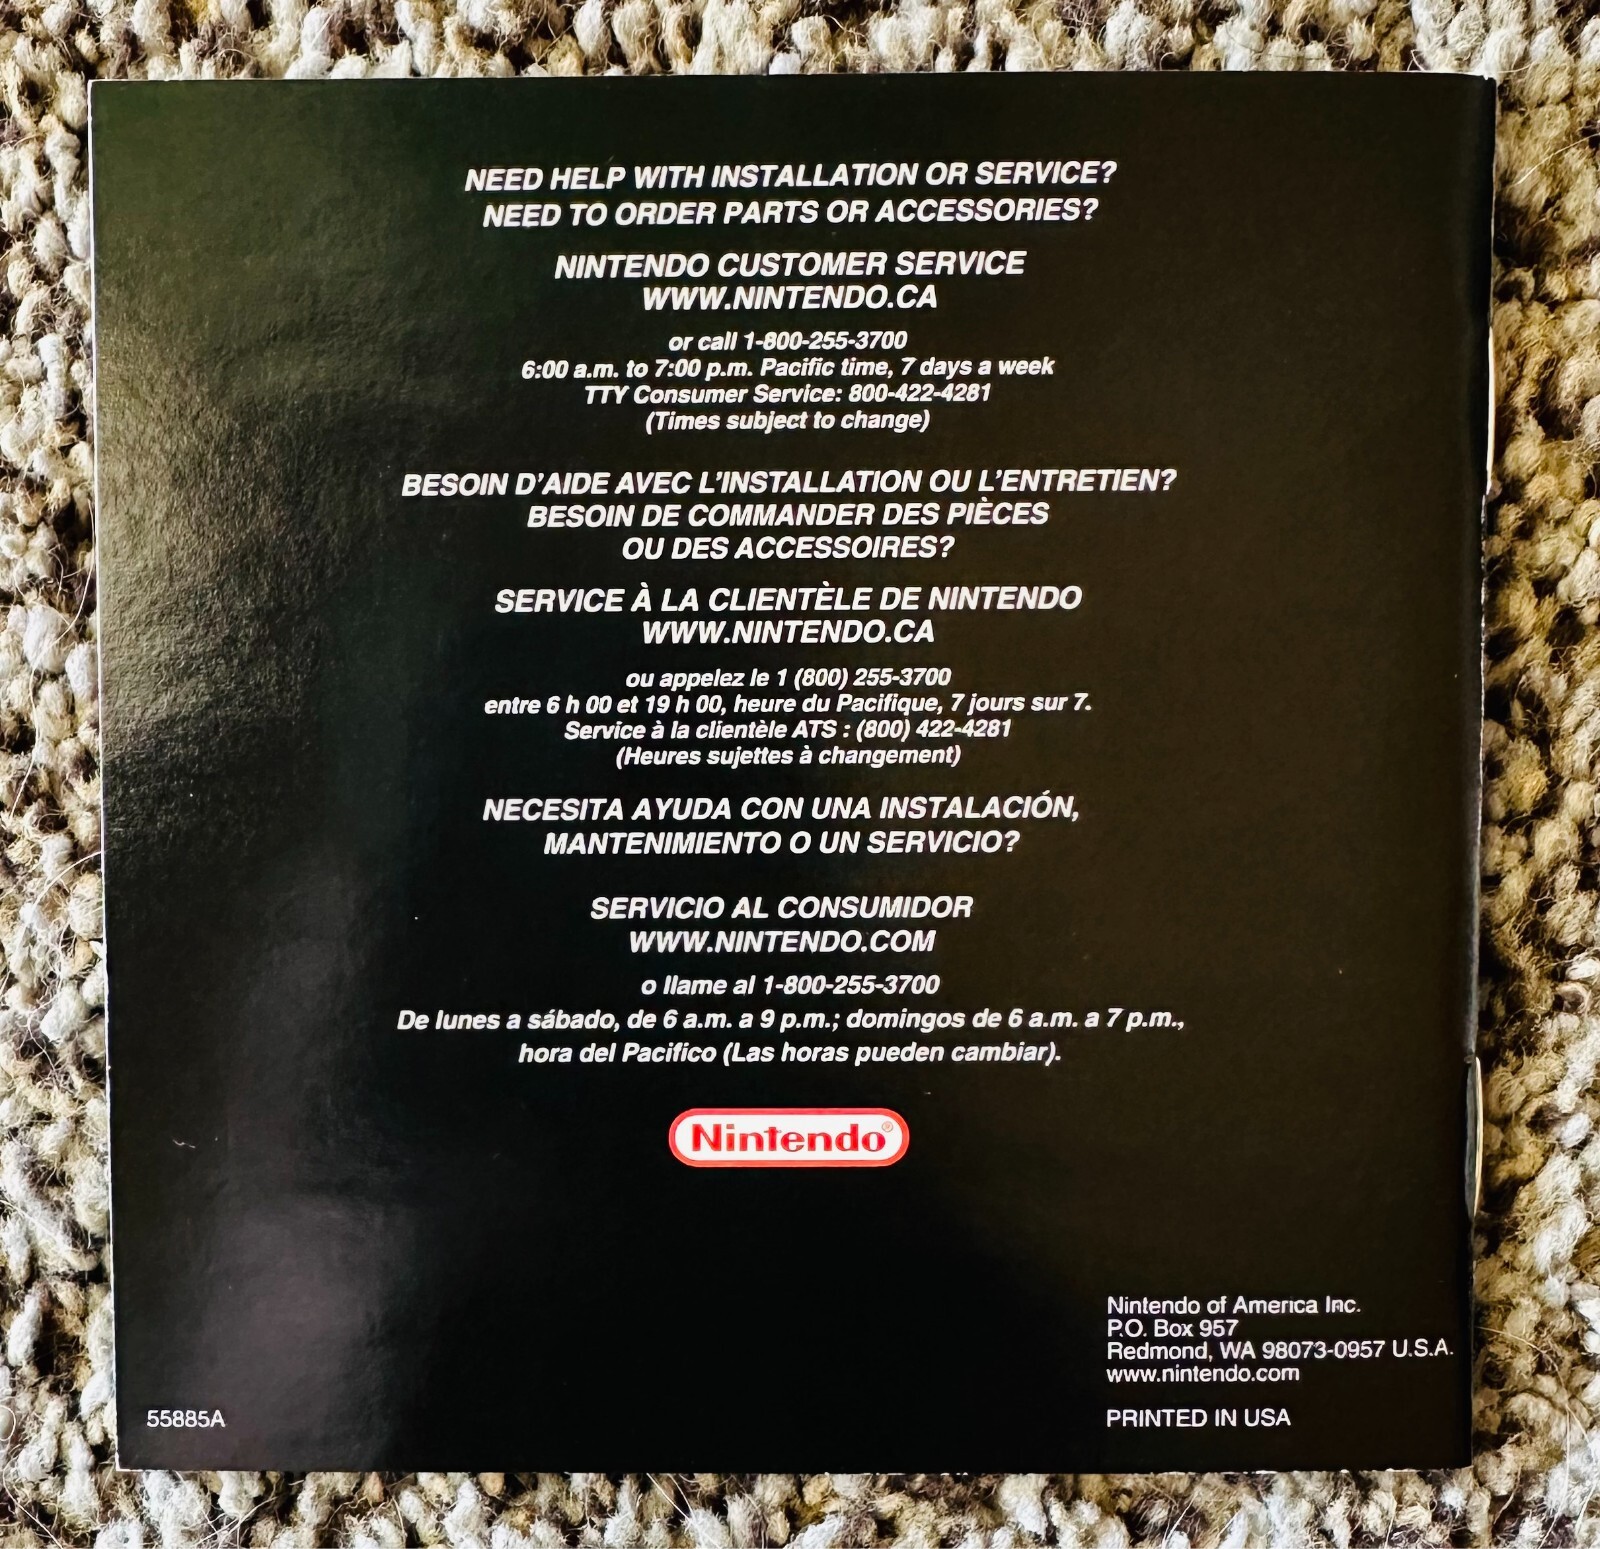 NEED HELP WITH INSTALLATION OR SERVICE?
NEED TO ORDER PARTS OR ACCESSORIES?
NINTENDO CUSTOMER SERVICE
WWW.NINTENDO.CA
or call 1-800-255-3700
6:00 a.m. to 7:00 p.m. Pacific time, 7 days a week
TTY Consumer Service: 800-422-4281
(Times subject to change)
BESOIN D'AIDE AVEC L'INSTALLATION OU L'ENTRETIEN?
BESOIN DE COMMANDER DES PIÈCES
OU DES ACCESSOIRES?
SERVICE À LA CLIENTÈLE DE NINTENDO
WWW.NINTENDO.CA
ou appelez le 1 (800) 255-3700
entre 6 h 00 et 19 h 00, heure du Pacifique, 7 jours sur 7.
Service à la clientèle ATS : (800) 422-4281
(Heures sujettes à changement)
NECESITA AYUDA CON UNA INSTALACIÓN,
MANTENIMIENTO O UN SERVICIO?
SERVICIO AL CONSUMIDOR
WWW.NINTENDO.COM
o llame al 1-800-255-3700
De lunes a sábado, de 6 a.m. a 9 p.m.; domingos de 6 a.m. a 7 p.m.,
hora del Pacifico (Las horas pueden cambiar).
Nintendo®
Nintendo of America Inc.
P.O. Box 957
Redmond, WA 98073-0957 U.S.A.
www.nintendo.com
55885A
PRINTED IN USA